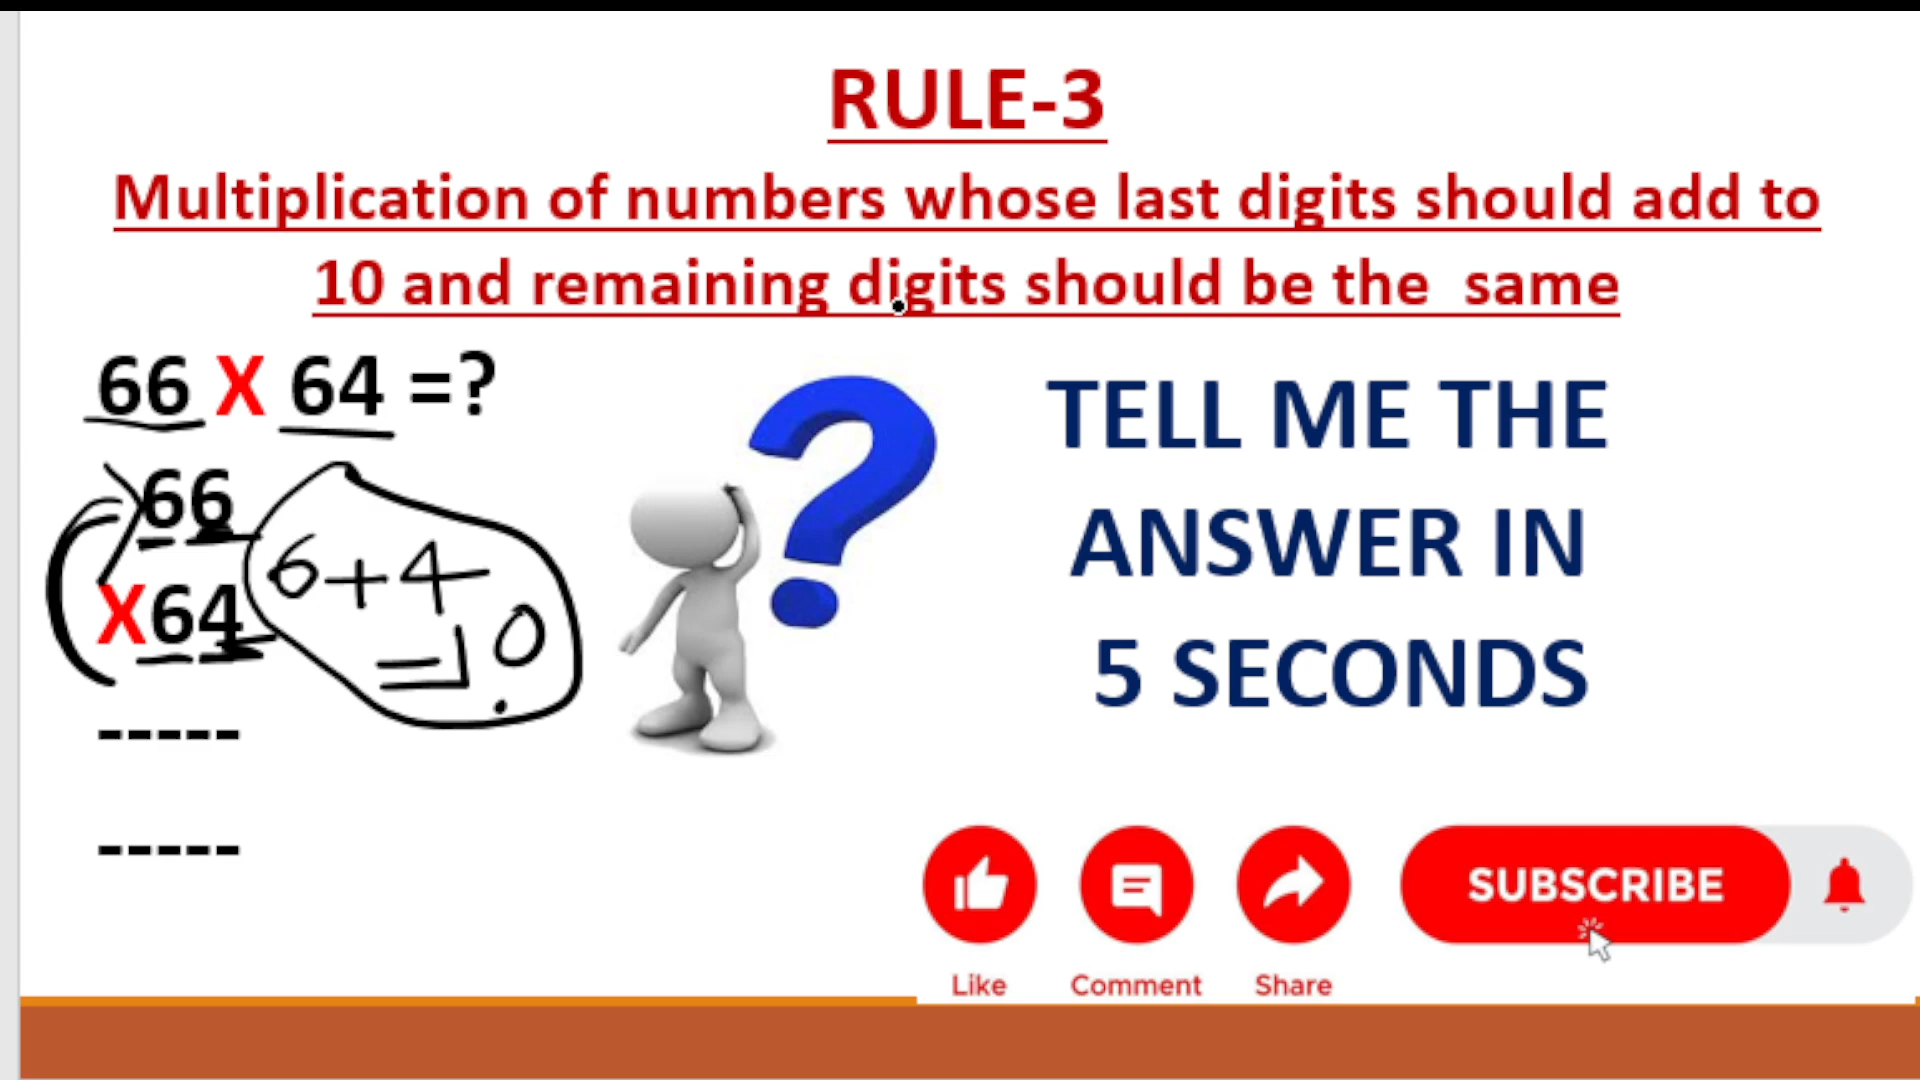 RULE-3
Multiplication of numbers whose last digits should add to
10 and remaining digits should be the same
66 X 64 =?
66
X64
-----
-----
6+4
=10
TELL ME THE
ANSWER IN
5 SECONDS
SUBSCRIBE
Like Comment Share